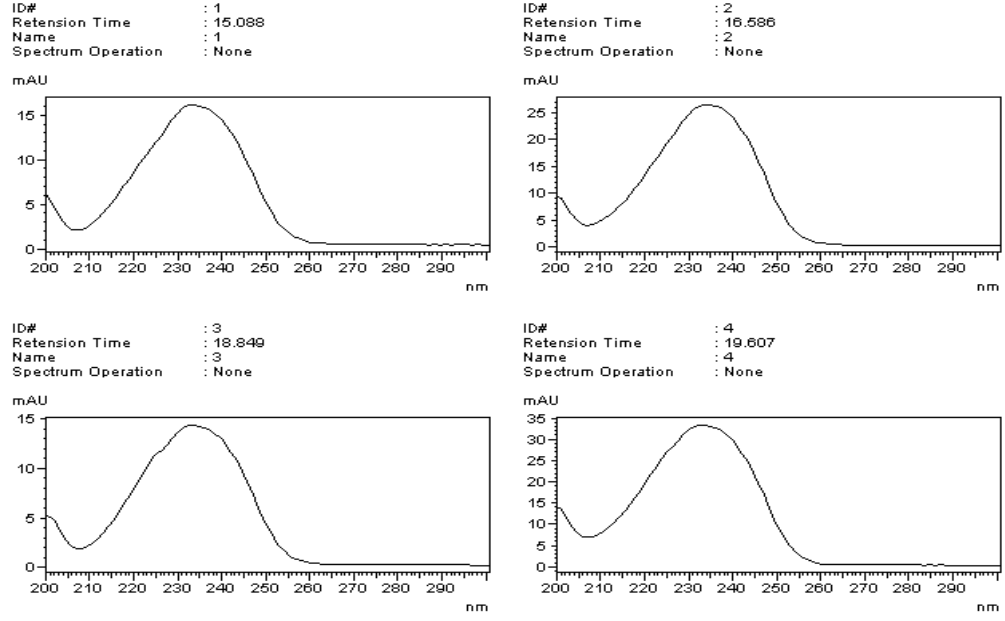 ID# : 1
Retention Time : 15.088
Name : 1
Spectrum Operation : None
mAU
15
10
5
0
200 210 220 230 240 250 260 270 280 290
nm
ID# : 2
Retention Time : 16.586
Name : 2
Spectrum Operation : None
mAU
25
20
15
10
5
0
200 210 220 230 240 250 260 270 280 290
nm
ID# : 3
Retention Time : 18.849
Name : 3
Spectrum Operation : None
mAU
15
10
5
0
200 210 220 230 240 250 260 270 280 290
nm
ID# : 4
Retention Time : 19.607
Name : 4
Spectrum Operation : None
mAU
35
30
25
20
15
10
5
0
200 210 220 230 240 250 260 270 280 290
nm